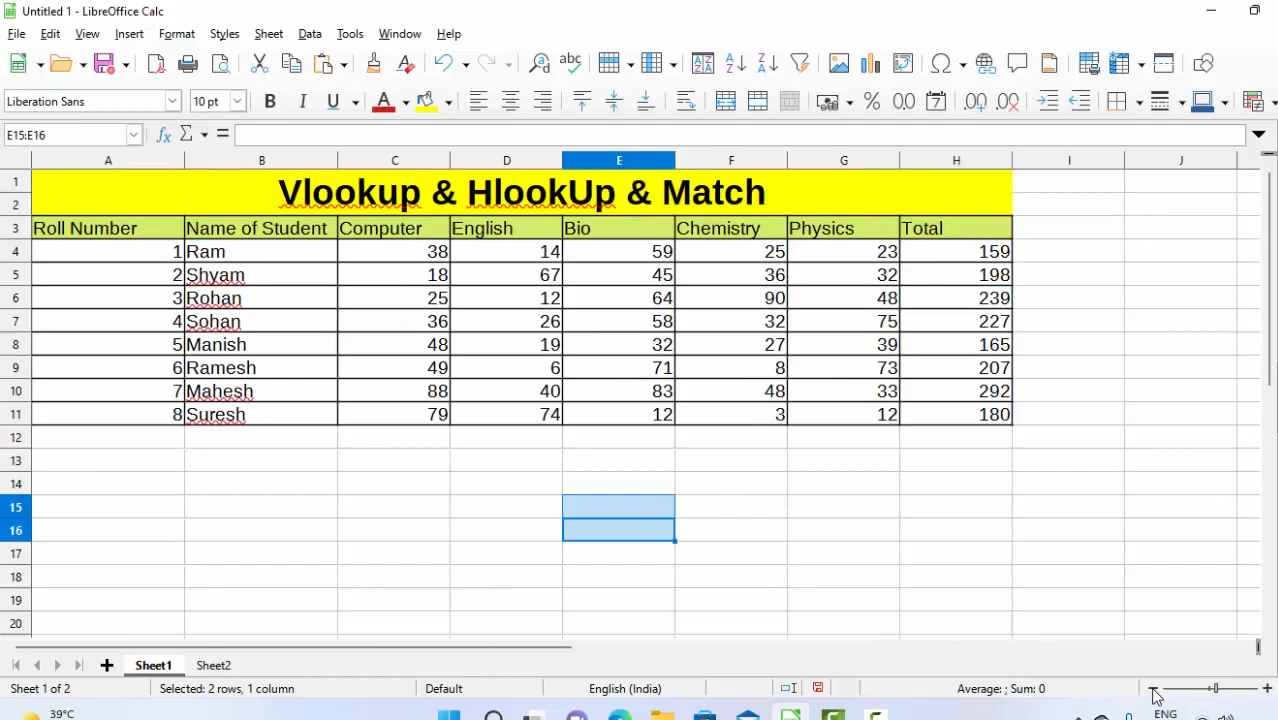 Untitled 1 - LibreOffice Calc
File Edit View Insert Format Styles Sheet Data Tools Window Help
Liberation Sans 10 pt B I U A % 0.0
E15:E16 fx Σ =
A B C D E F G H I J
1 Vlookup & HlookUp & Match
2
3 Roll Number Name of Student Computer English Bio Chemistry Physics Total
4 1 Ram 38 14 59 25 23 159
5 2 Shyam 18 67 45 36 32 198
6 3 Rohan 25 12 64 90 48 239
7 4 Sohan 36 26 58 32 75 227
8 5 Manish 48 19 32 27 39 165
9 6 Ramesh 49 6 71 8 73 207
10 7 Mahesh 88 40 83 48 33 292
11 8 Suresh 79 74 12 3 12 180
12
13
14
15
16
17
18
19
20
Sheet1 Sheet2
Sheet 1 of 2 Selected: 2 rows, 1 column Default English (India) Average: ; Sum: 0
39°C ENG